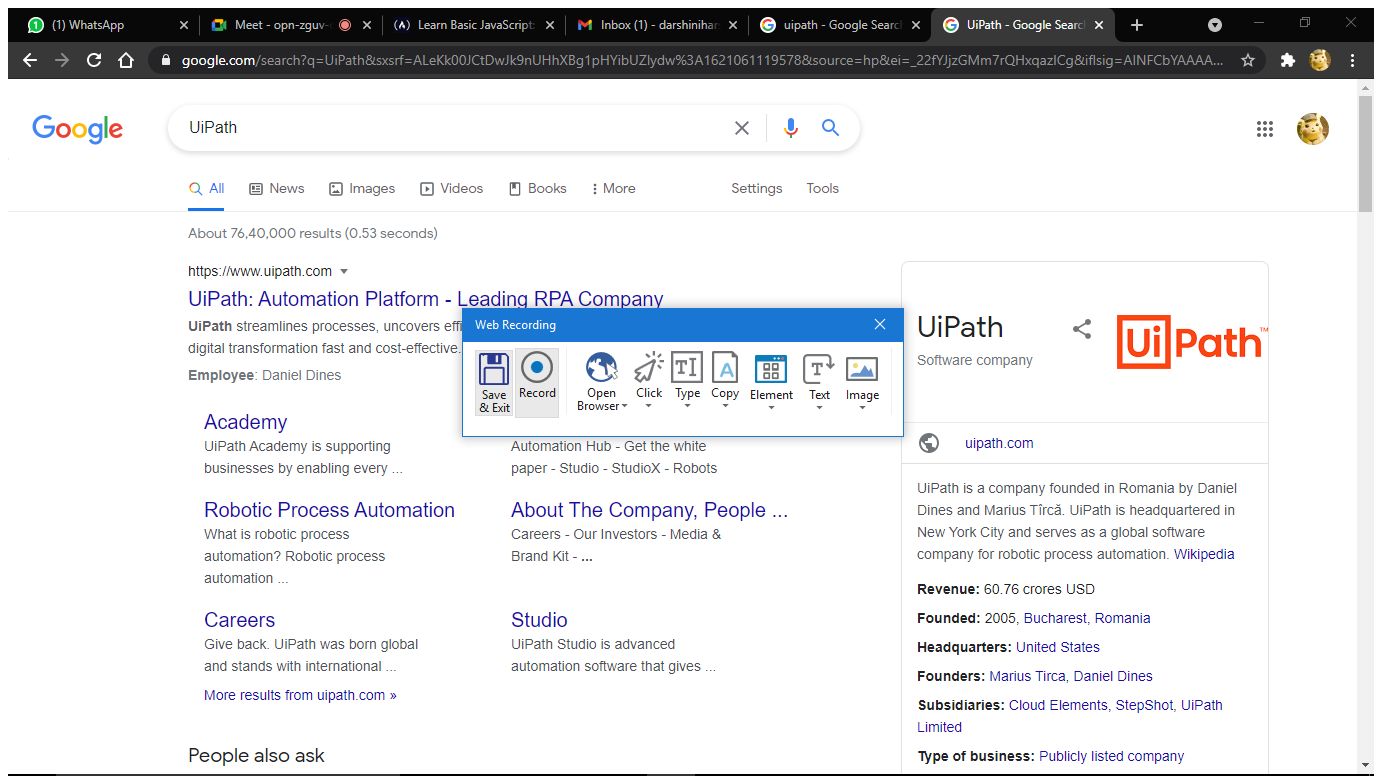 (1) WhatsApp
Meet - opn-zguv-
Learn Basic JavaScript:
Inbox (1) - darshinihar
uipath - Google Search
UiPath - Google Search
google.com/search?q=UiPath&sxsrf=ALeKk00JCtDwJk9nUHhXBg1pHYibUZlydw%3A1621061119578&source=hp&ei=_22fYJjzGMm7rQHxqazICg&iflsig=AINFCbYAAAA...
Google
UiPath
All
News
Images
Videos
Books
More
Settings
Tools
About 76,40,000 results (0.53 seconds)
https://www.uipath.com
UiPath: Automation Platform - Leading RPA Company
UiPath streamlines processes, uncovers effi
digital transformation fast and cost-effective.
Employee: Daniel Dines
Web Recording
Save & Exit
Record
Open Browser
Click
Type
Copy
Element
Text
Image
Academy
UiPath Academy is supporting
businesses by enabling every ...
Automation Hub - Get the white
paper - Studio - StudioX - Robots
Robotic Process Automation
What is robotic process
automation? Robotic process
automation ...
About The Company, People ...
Careers - Our Investors - Media &
Brand Kit - ...
Careers
Give back. UiPath was born global
and stands with international ...
Studio
UiPath Studio is advanced
automation software that gives ...
More results from uipath.com »
People also ask
UiPath
Software company
UiPath™
uipath.com
UiPath is a company founded in Romania by Daniel
Dines and Marius Tîrcă. UiPath is headquartered in
New York City and serves as a global software
company for robotic process automation. Wikipedia
Revenue: 60.76 crores USD
Founded: 2005, Bucharest, Romania
Headquarters: United States
Founders: Marius Tirca, Daniel Dines
Subsidiaries: Cloud Elements, StepShot, UiPath
Limited
Type of business: Publicly listed company